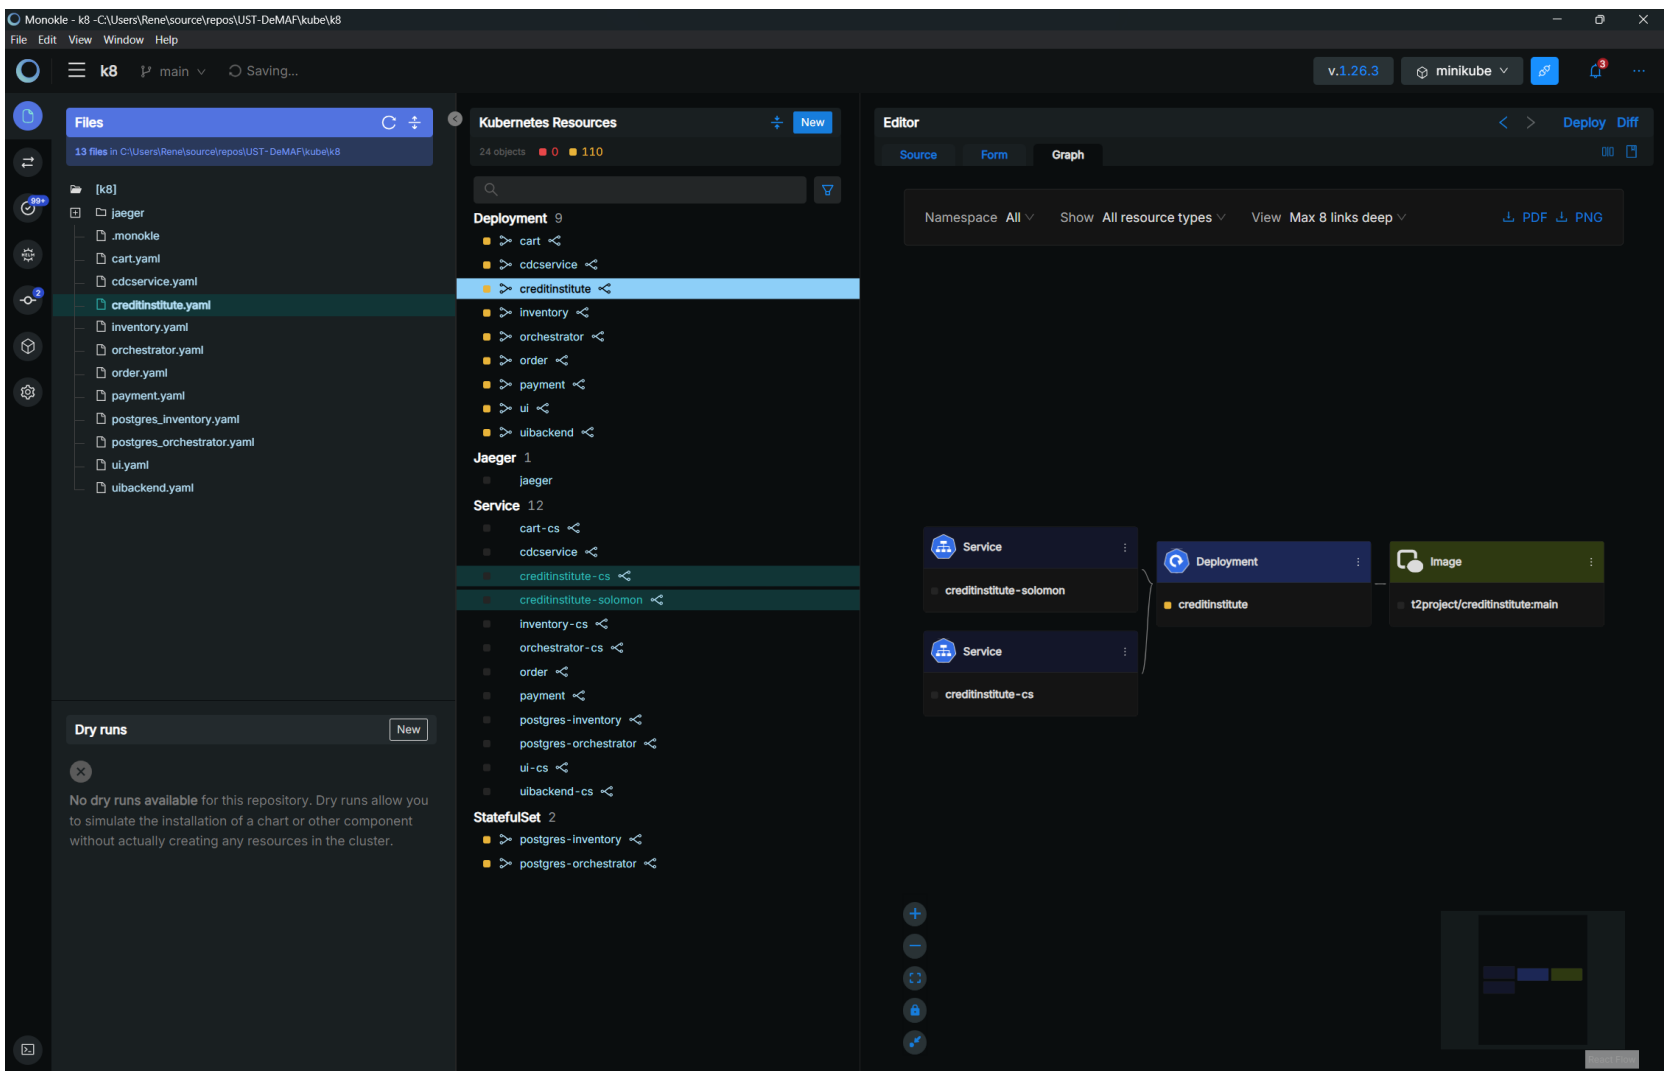 Monokle - k8 -C:\Users\Rene\source\repos\UST-DeMAF\kube\k8
File Edit View Window Help
k8 main Saving...
v.1.26.3 minikube 3 ...
Files
13 files in C:\Users\Rene\source\repos\UST-DeMAF\kube\k8
99+
HELM
2
[k8]
jaeger
.monokle
cart.yaml
cdcservice.yaml
creditinstitute.yaml
inventory.yaml
orchestrator.yaml
order.yaml
payment.yaml
postgres_inventory.yaml
postgres_orchestrator.yaml
ui.yaml
uibackend.yaml
Dry runs New
No dry runs available for this repository. Dry runs allow you
to simulate the installation of a chart or other component
without actually creating any resources in the cluster.
Kubernetes Resources New
24 objects 0 110
Deployment 9
cart
cdcservice
creditinstitute
inventory
orchestrator
order
payment
ui
uibackend
Jaeger 1
jaeger
Service 12
cart-cs
cdcservice
creditinstitute-cs
creditinstitute-solomon
inventory-cs
orchestrator-cs
order
payment
postgres-inventory
postgres-orchestrator
ui-cs
uibackend-cs
StatefulSet 2
postgres-inventory
postgres-orchestrator
Editor Deploy Diff
Source Form Graph
Namespace All Show All resource types View Max 8 links deep PDF PNG
Service
creditinstitute-solomon
Service
creditinstitute-cs
Deployment
creditinstitute
Image
t2project/creditinstitute:main
React Flow